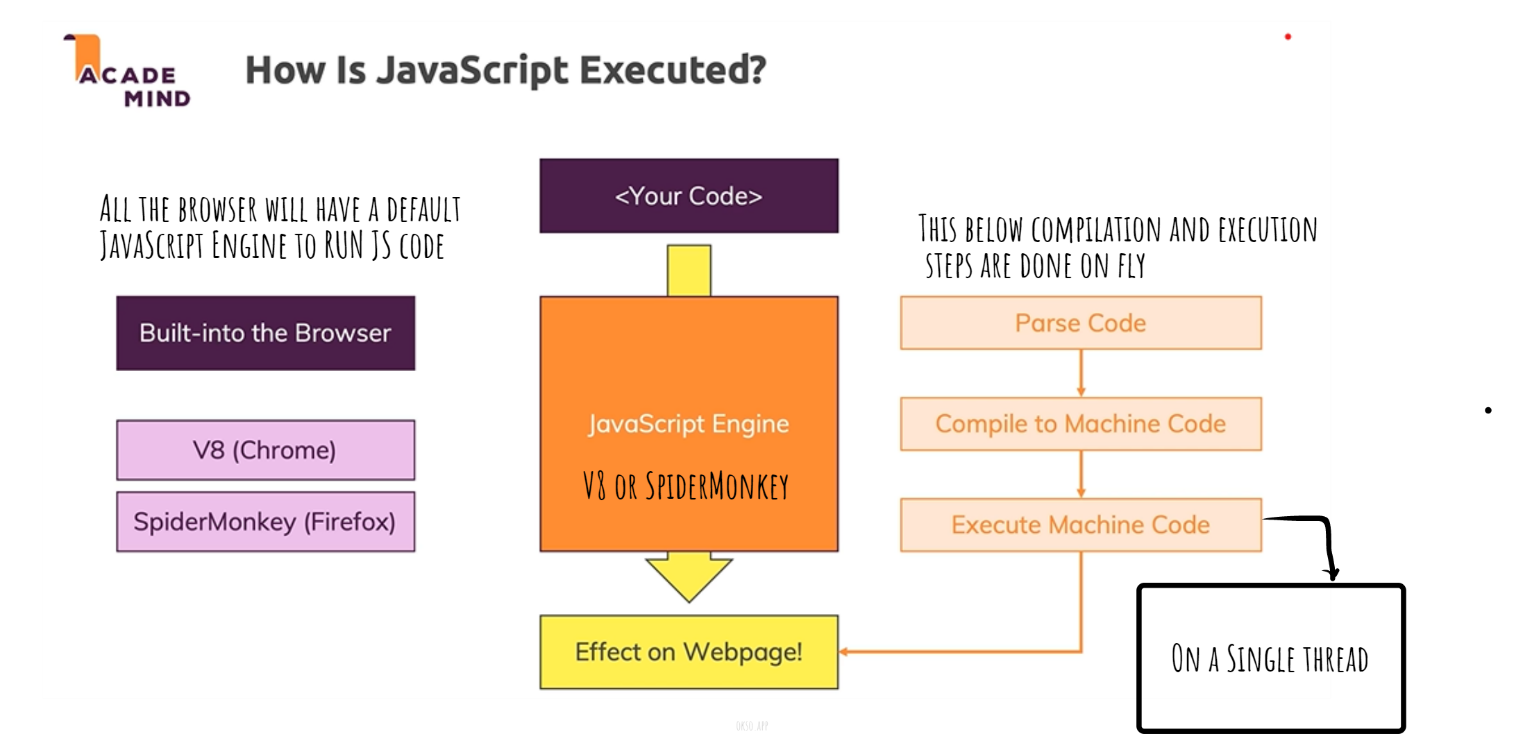 ACADE
MIND
How Is JavaScript Executed?
All the browser will have a default
JavaScript Engine to RUN JS code
Built-into the Browser
V8 (Chrome)
SpiderMonkey (Firefox)
<Your Code>
JavaScript Engine
V8 or SpiderMonkey
Effect on Webpage!
This below compilation and execution
steps are done on fly
Parse Code
Compile to Machine Code
Execute Machine Code
On a Single thread